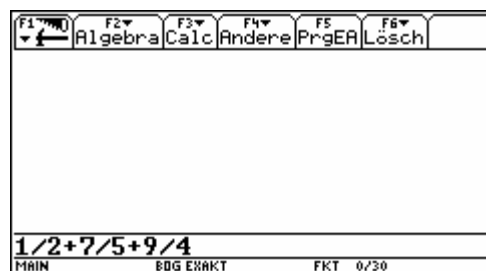 F1 F2 F3 F4 F5 F6
Algebra Calc Andere PrgEA Lösch
1/2+7/5+9/4
MAIN BOG EXAKT FKT 0/30